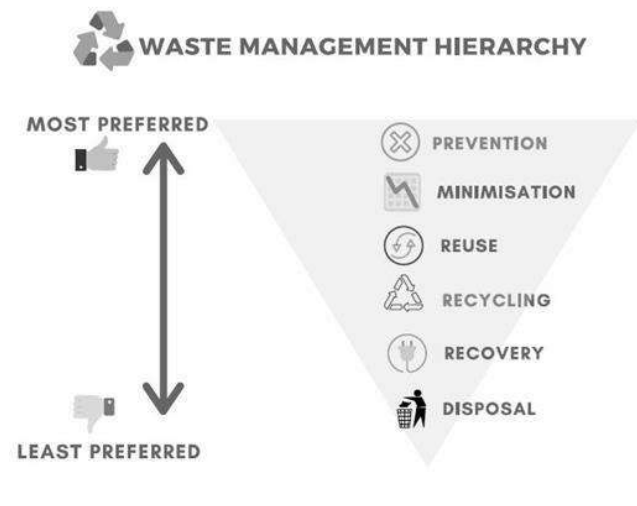 WASTE MANAGEMENT HIERARCHY
MOST PREFERRED
PREVENTION
MINIMISATION
REUSE
RECYCLING
RECOVERY
DISPOSAL
LEAST PREFERRED